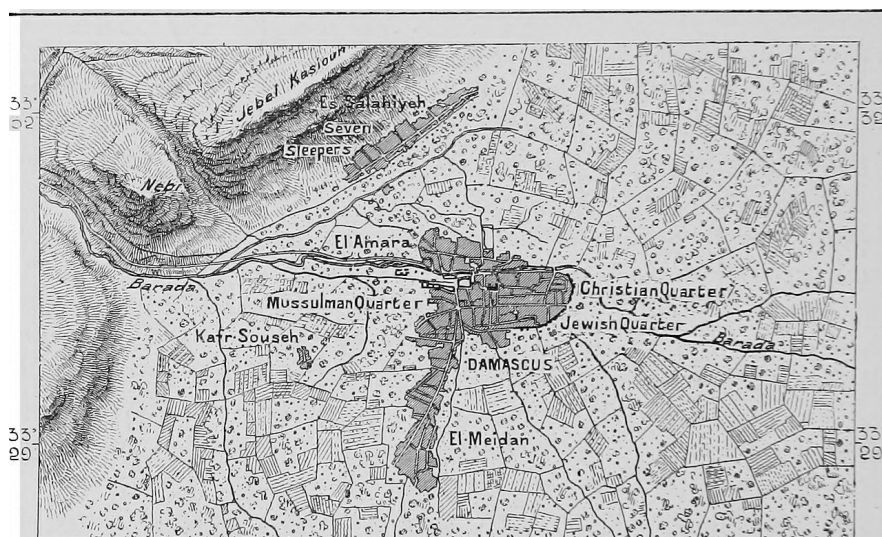 33°
32'
33°
32
Jebel Kasioun
Es Salahiyeh
Seven
Sleepers
Nebi
El Amara
Barada
Mussulman Quarter
Christian Quarter
Jewish Quarter
Barada
Kafr Souseh
DAMASCUS
El Meidan
33°
29'
33°
29